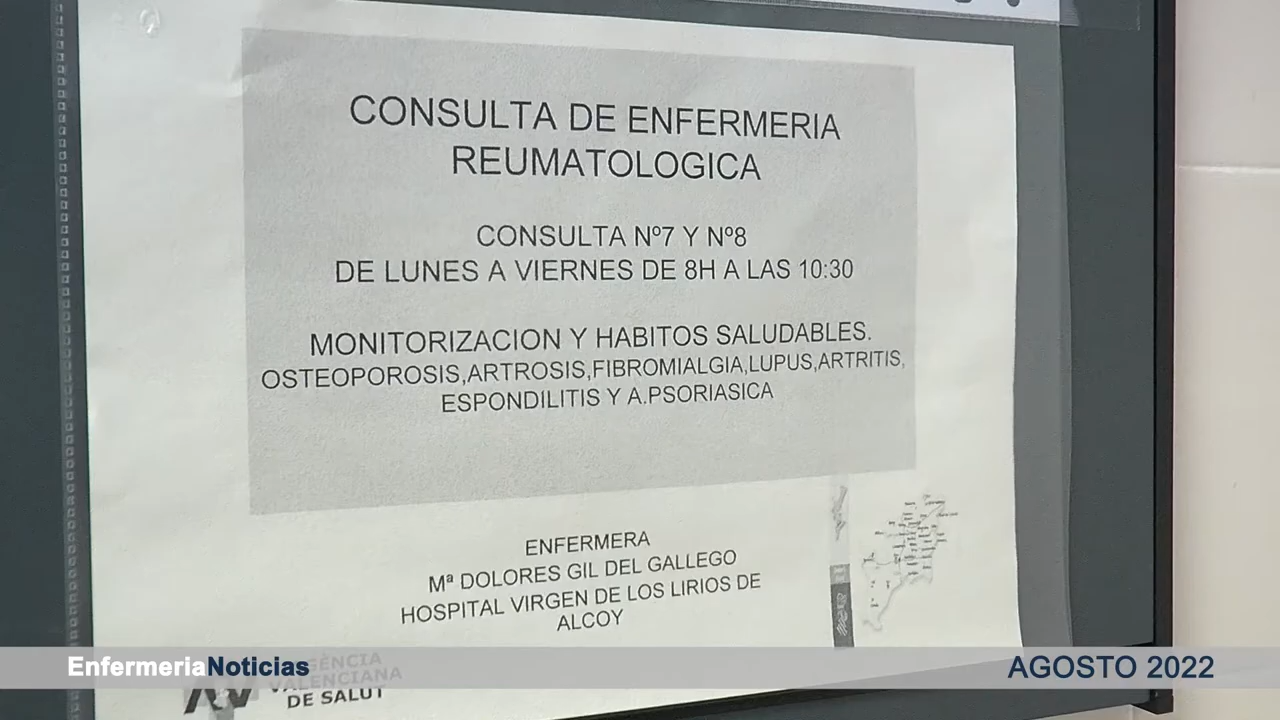 CONSULTA DE ENFERMERIA
REUMATOLOGICA
CONSULTA Nº7 Y Nº8
DE LUNES A VIERNES DE 8H A LAS 10:30
MONITORIZACION Y HABITOS SALUDABLES.
OSTEOPOROSIS,ARTROSIS,FIBROMIALGIA,LUPUS,ARTRITIS,
ESPONDILITIS Y A.PSORIASICA
ENFERMERA
Mª DOLORES GIL DEL GALLEGO
HOSPITAL VIRGEN DE LOS LIRIOS DE
ALCOY
EnfermeriaNoticias
AGOSTO 2022
AGÈNCIA
VALENCIANA
DE SALUT